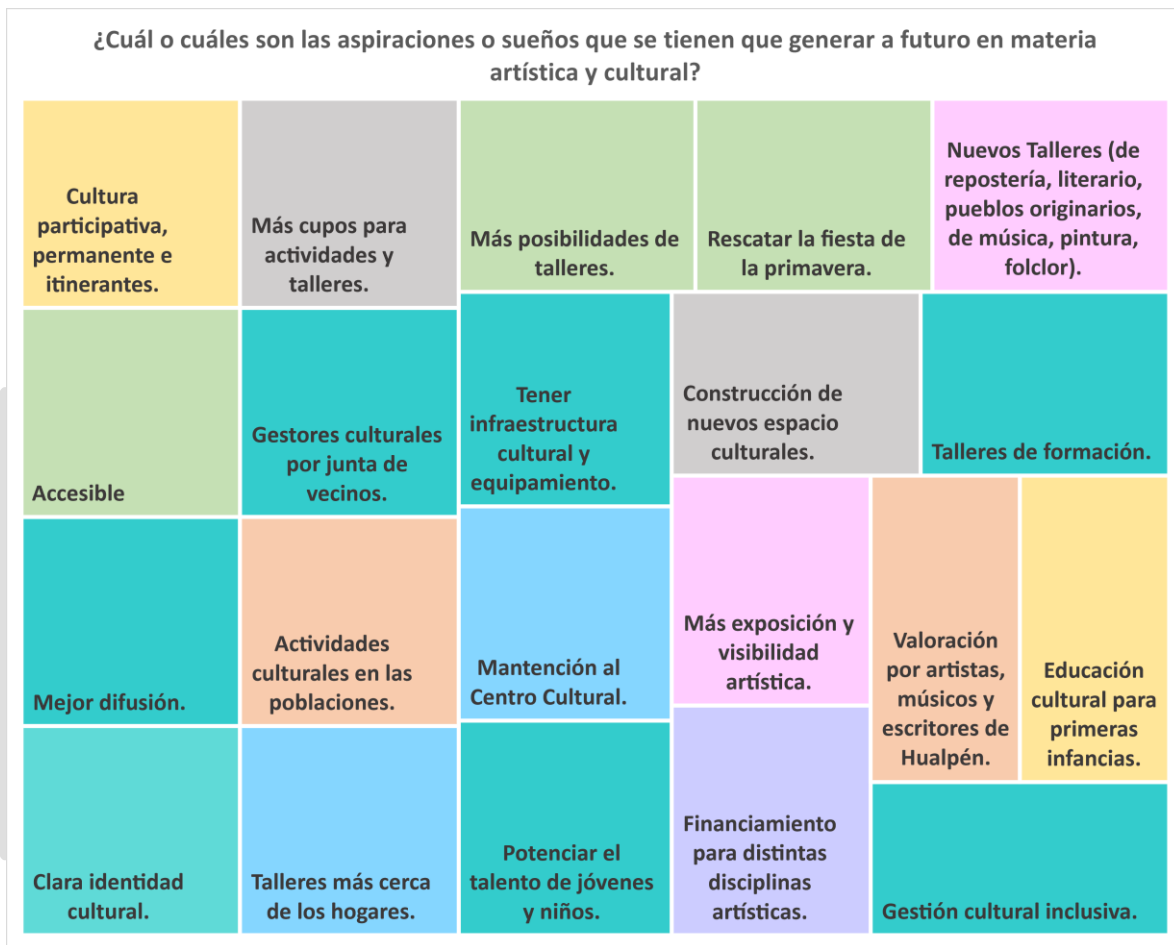 ¿Cuál o cuáles son las aspiraciones o sueños que se tienen que generar a futuro en materia
artística y cultural?
Cultura
participativa,
permanente e
itinerantes.
Más cupos para
actividades y
talleres.
Más posibilidades de
talleres.
Rescatar la fiesta de
la primavera.
Nuevos Talleres (de
repostería, literario,
pueblos originarios,
de música, pintura,
folclor).
Accesible
Gestores culturales
por junta de
vecinos.
Tener
infraestructura
cultural y
equipamiento.
Construcción de
nuevos espacio
culturales.
Talleres de formación.
Mejor difusión.
Actividades
culturales en las
poblaciones.
Mantención al
Centro Cultural.
Más exposición y
visibilidad
artística.
Valoración
por artistas,
músicos y
escritores de
Hualpén.
Educación
cultural para
primeras
infancias.
Clara identidad
cultural.
Talleres más cerca
de los hogares.
Potenciar el
talento de jóvenes
y niños.
Financiamiento
para distintas
disciplinas
artísticas.
Gestión cultural inclusiva.